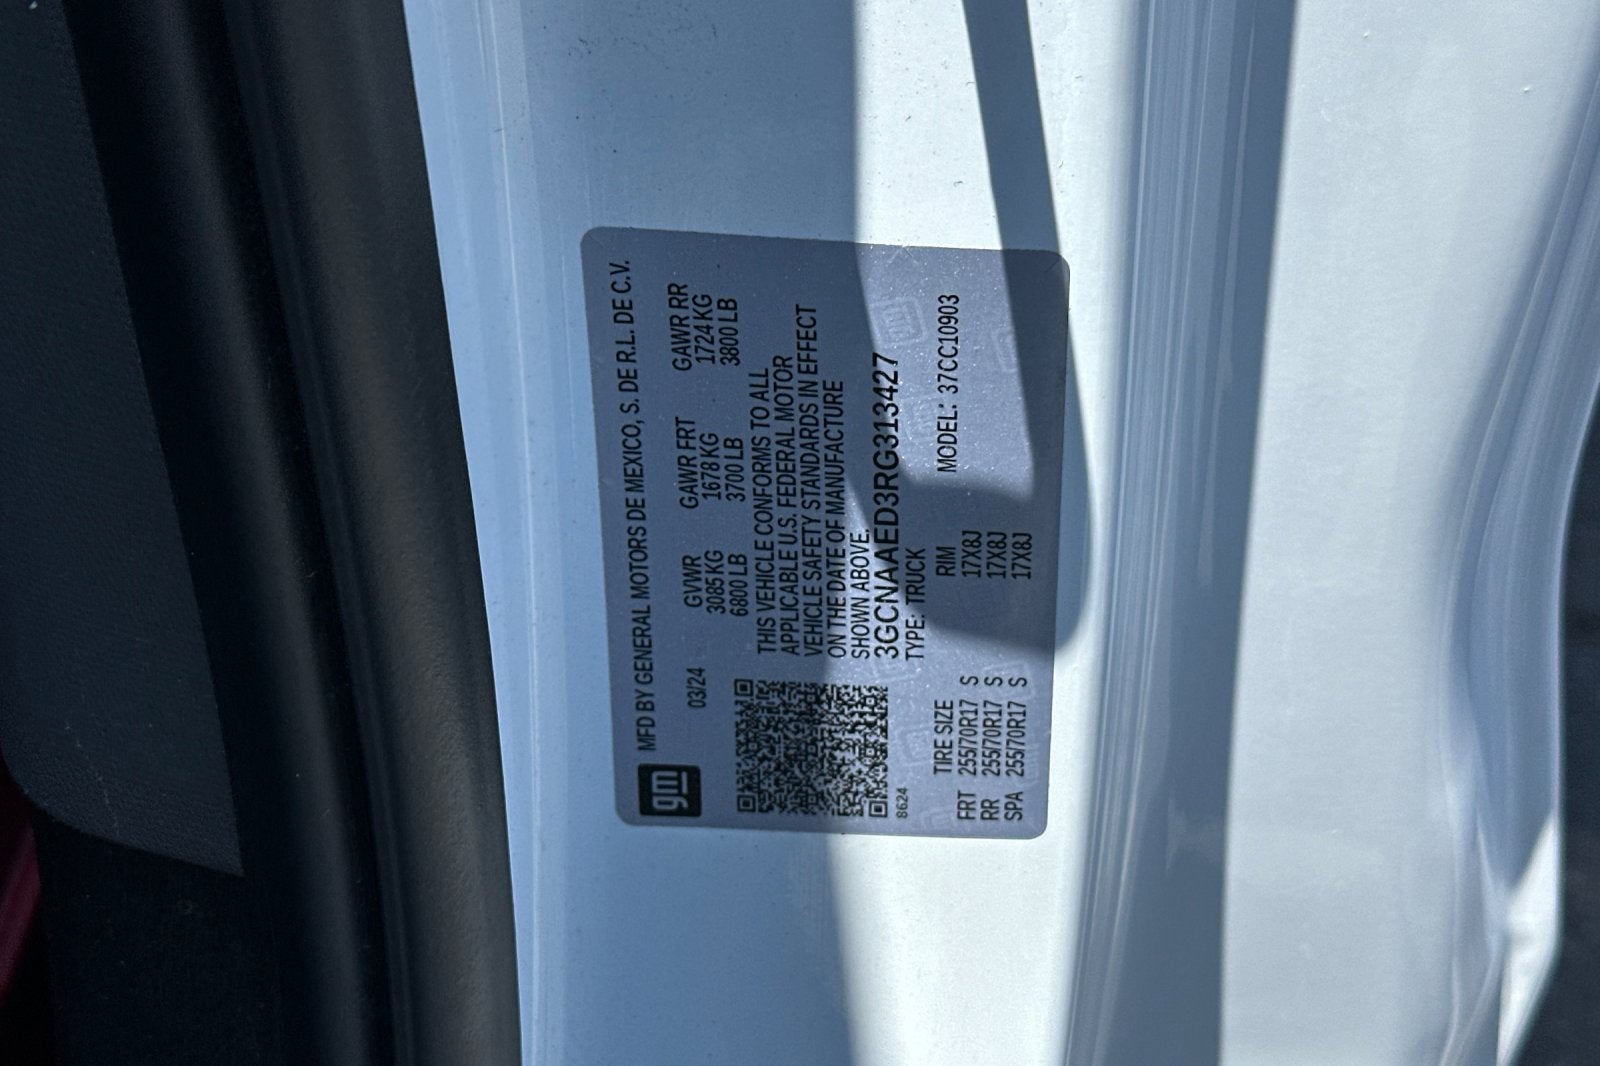 gm
MFD BY GENERAL MOTORS DE MEXICO, S. DE R.L. DE C.V.
03/24 GVWR GAWR FRT GAWR RR
3085 KG 1678 KG 1724 KG
6800 LB 3700 LB 3800 LB
THIS VEHICLE CONFORMS TO ALL
APPLICABLE U.S. FEDERAL MOTOR
VEHICLE SAFETY STANDARDS IN EFFECT
ON THE DATE OF MANUFACTURE
SHOWN ABOVE.
3GCNAAED3RG313427
8624
TYPE: TRUCK
TIRE SIZE RIM MODEL: 37CC10903
FRT 255/70R17 S 17X8J
RR 255/70R17 S 17X8J
SPA 255/70R17 S 17X8J